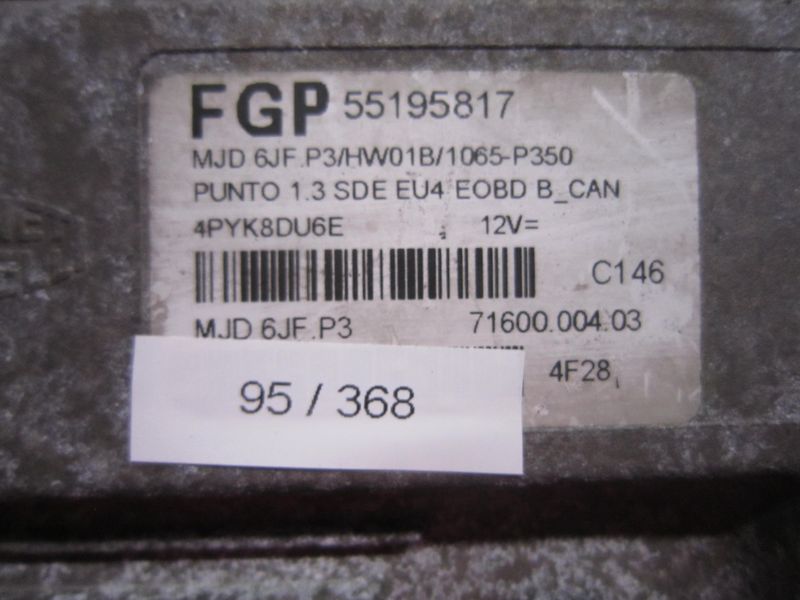 FGP 55195817
MJD 6JF.P3/HW01B/1065-P350
PUNTO 1.3 SDE EU4 EOBD B_CAN
4PYK8DU6E 12V=
C146
MJD 6JF.P3 71600.004.03
4F28
95 / 368